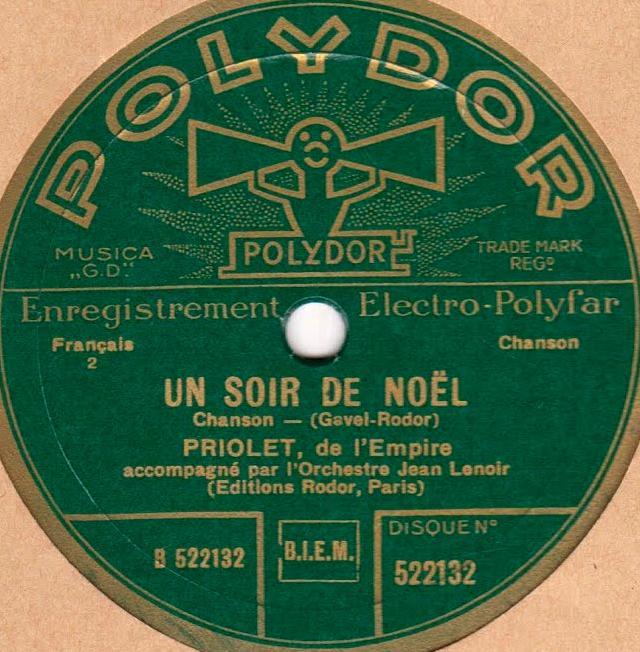 POLYDOR
POLYDOR
MUSICA
„G.D."
TRADE MARK
REGD
Enregistrement Electro-Polyfar
Français
2
Chanson
UN SOIR DE NOËL
Chanson — (Gavel-Rodor)
PRIOLET, de l'Empire
accompagné par l'Orchestre Jean Lenoir
(Editions Rodor, Paris)
B 522132
B.I.E.M.
DISQUE No
522132